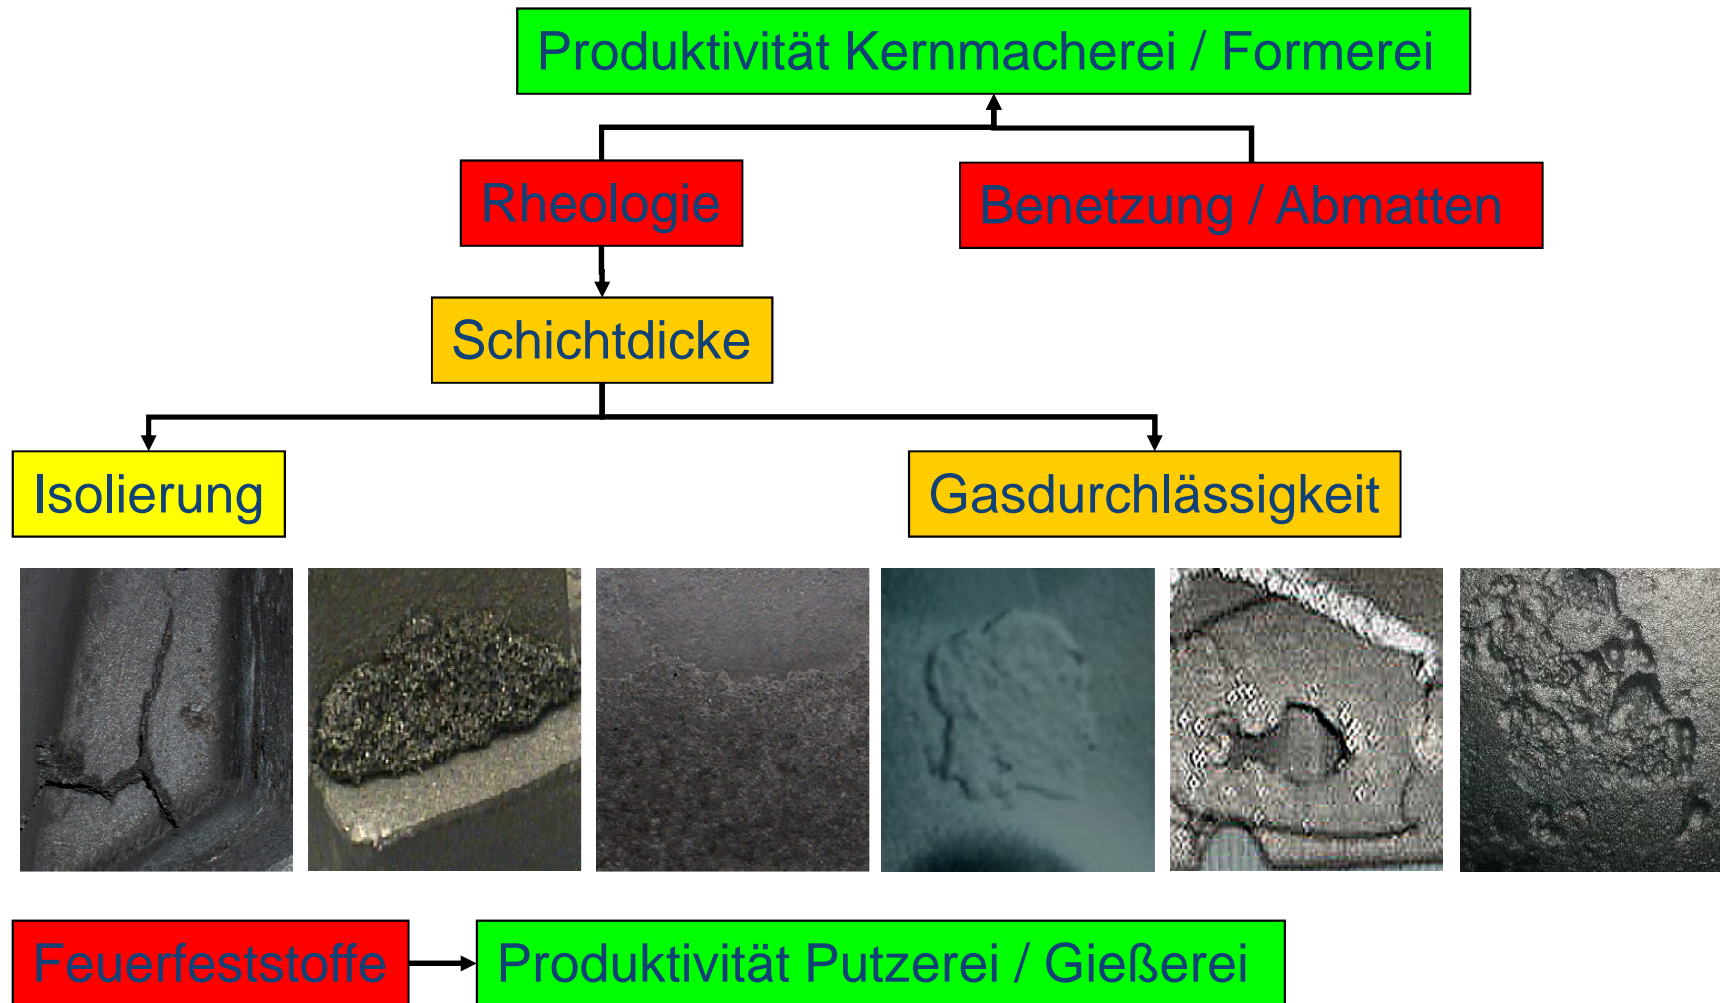 Produktivität Kernmacherei / Formerei
Rheologie
Benetzung / Abmatten
Schichtdicke
Isolierung
Gasdurchlässigkeit
Feuerfeststoffe
Produktivität Putzerei / Gießerei